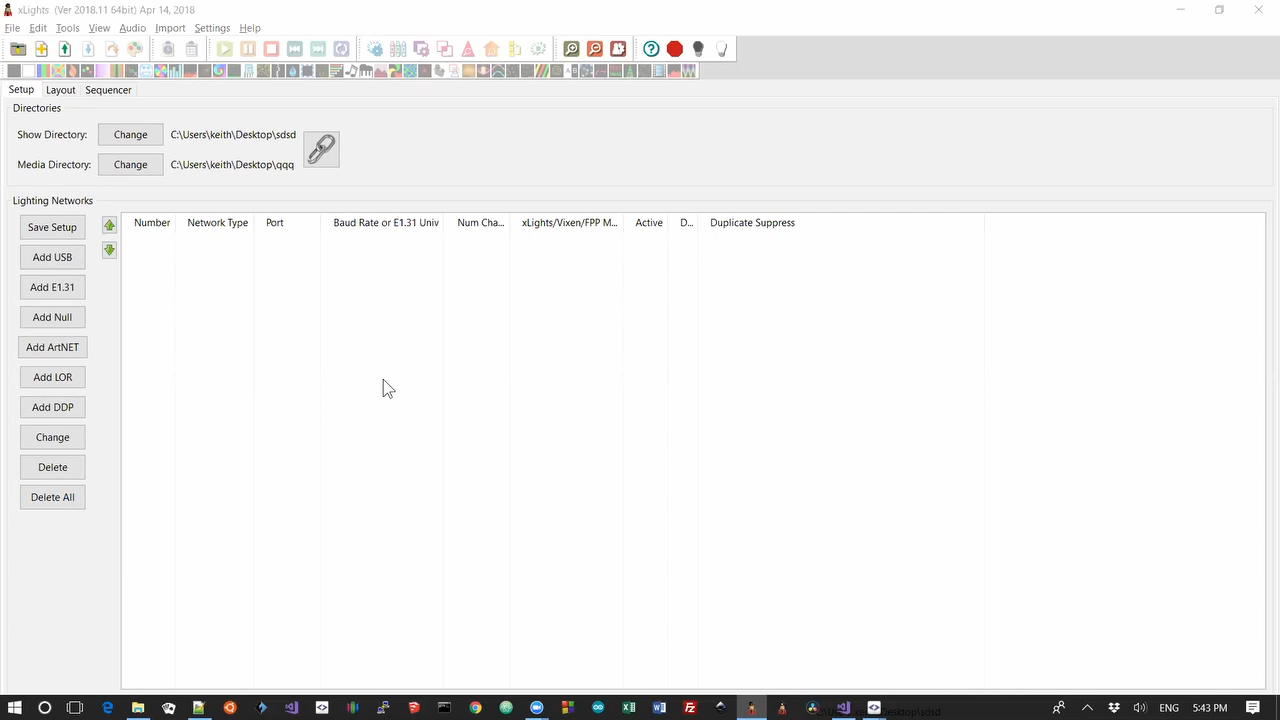 xLights   (Ver 2018.11 64bit) Apr 14, 2018
File Edit Tools View Audio Import Settings Help
Setup Layout Sequencer
Directories
Show Directory: Change C:\Users\keith\Desktop\sdsd
Media Directory: Change C:\Users\keith\Desktop\qqq
Lighting Networks
Number Network Type Port Baud Rate or E1.31 Univ Num Cha... xLights/Vixen/FPP M... Active D... Duplicate Suppress
Save Setup
Add USB
Add E1.31
Add Null
Add ArtNET
Add LOR
Add DDP
Change
Delete
Delete All
ENG 5:43 PM